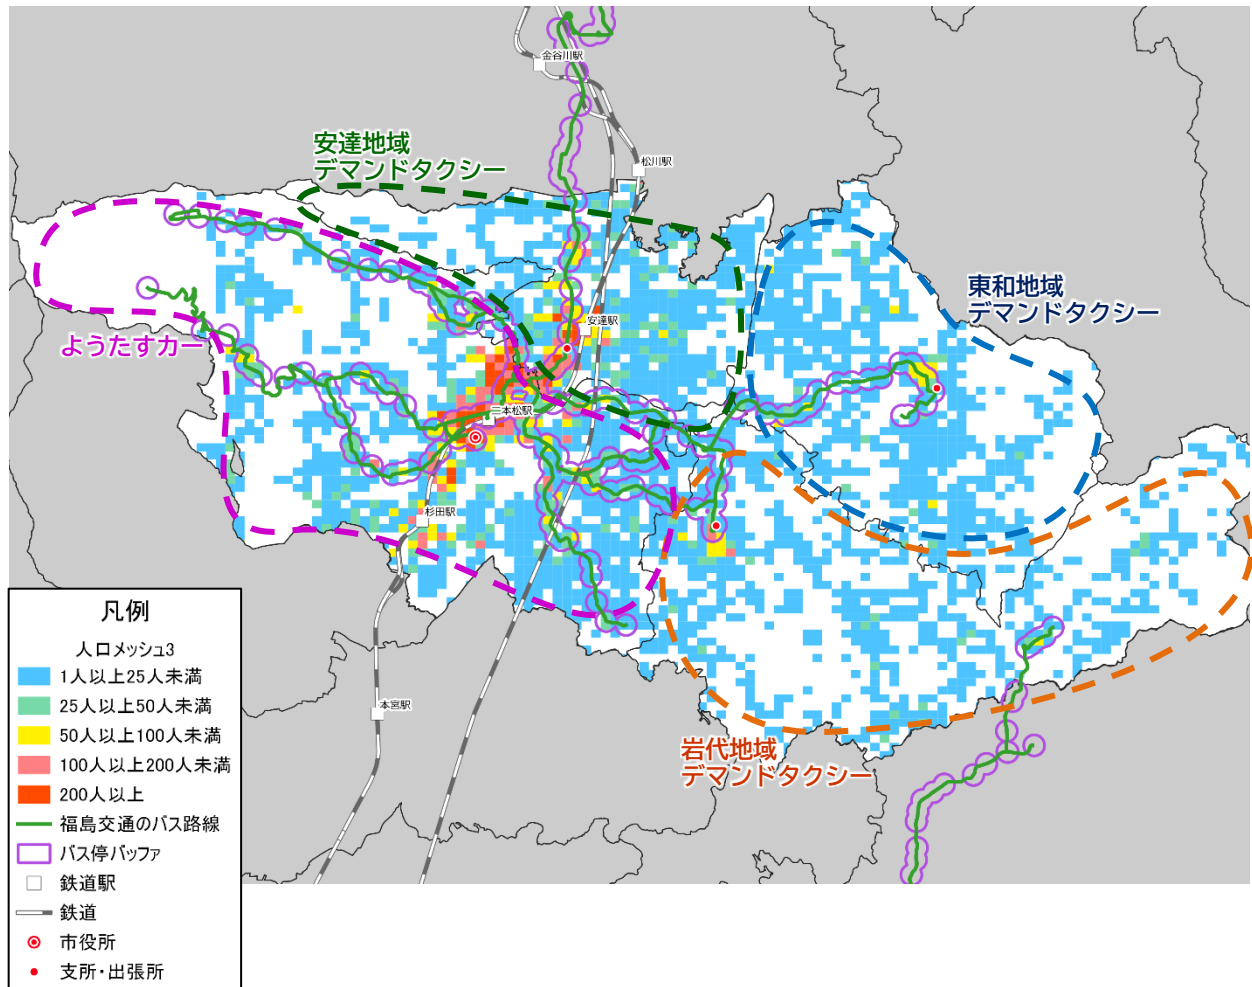 金谷川駅
安達地域
デマンドタクシー
松川駅
東和地域
デマンドタクシー
安達駅
ようたすカー
二本松駅
杉田駅
本宮駅
岩代地域
デマンドタクシー
凡例
人口メッシュ3
1人以上25人未満
25人以上50人未満
50人以上100人未満
100人以上200人未満
200人以上
福島交通のバス路線
バス停バッファ
鉄道駅
鉄道
市役所
支所・出張所